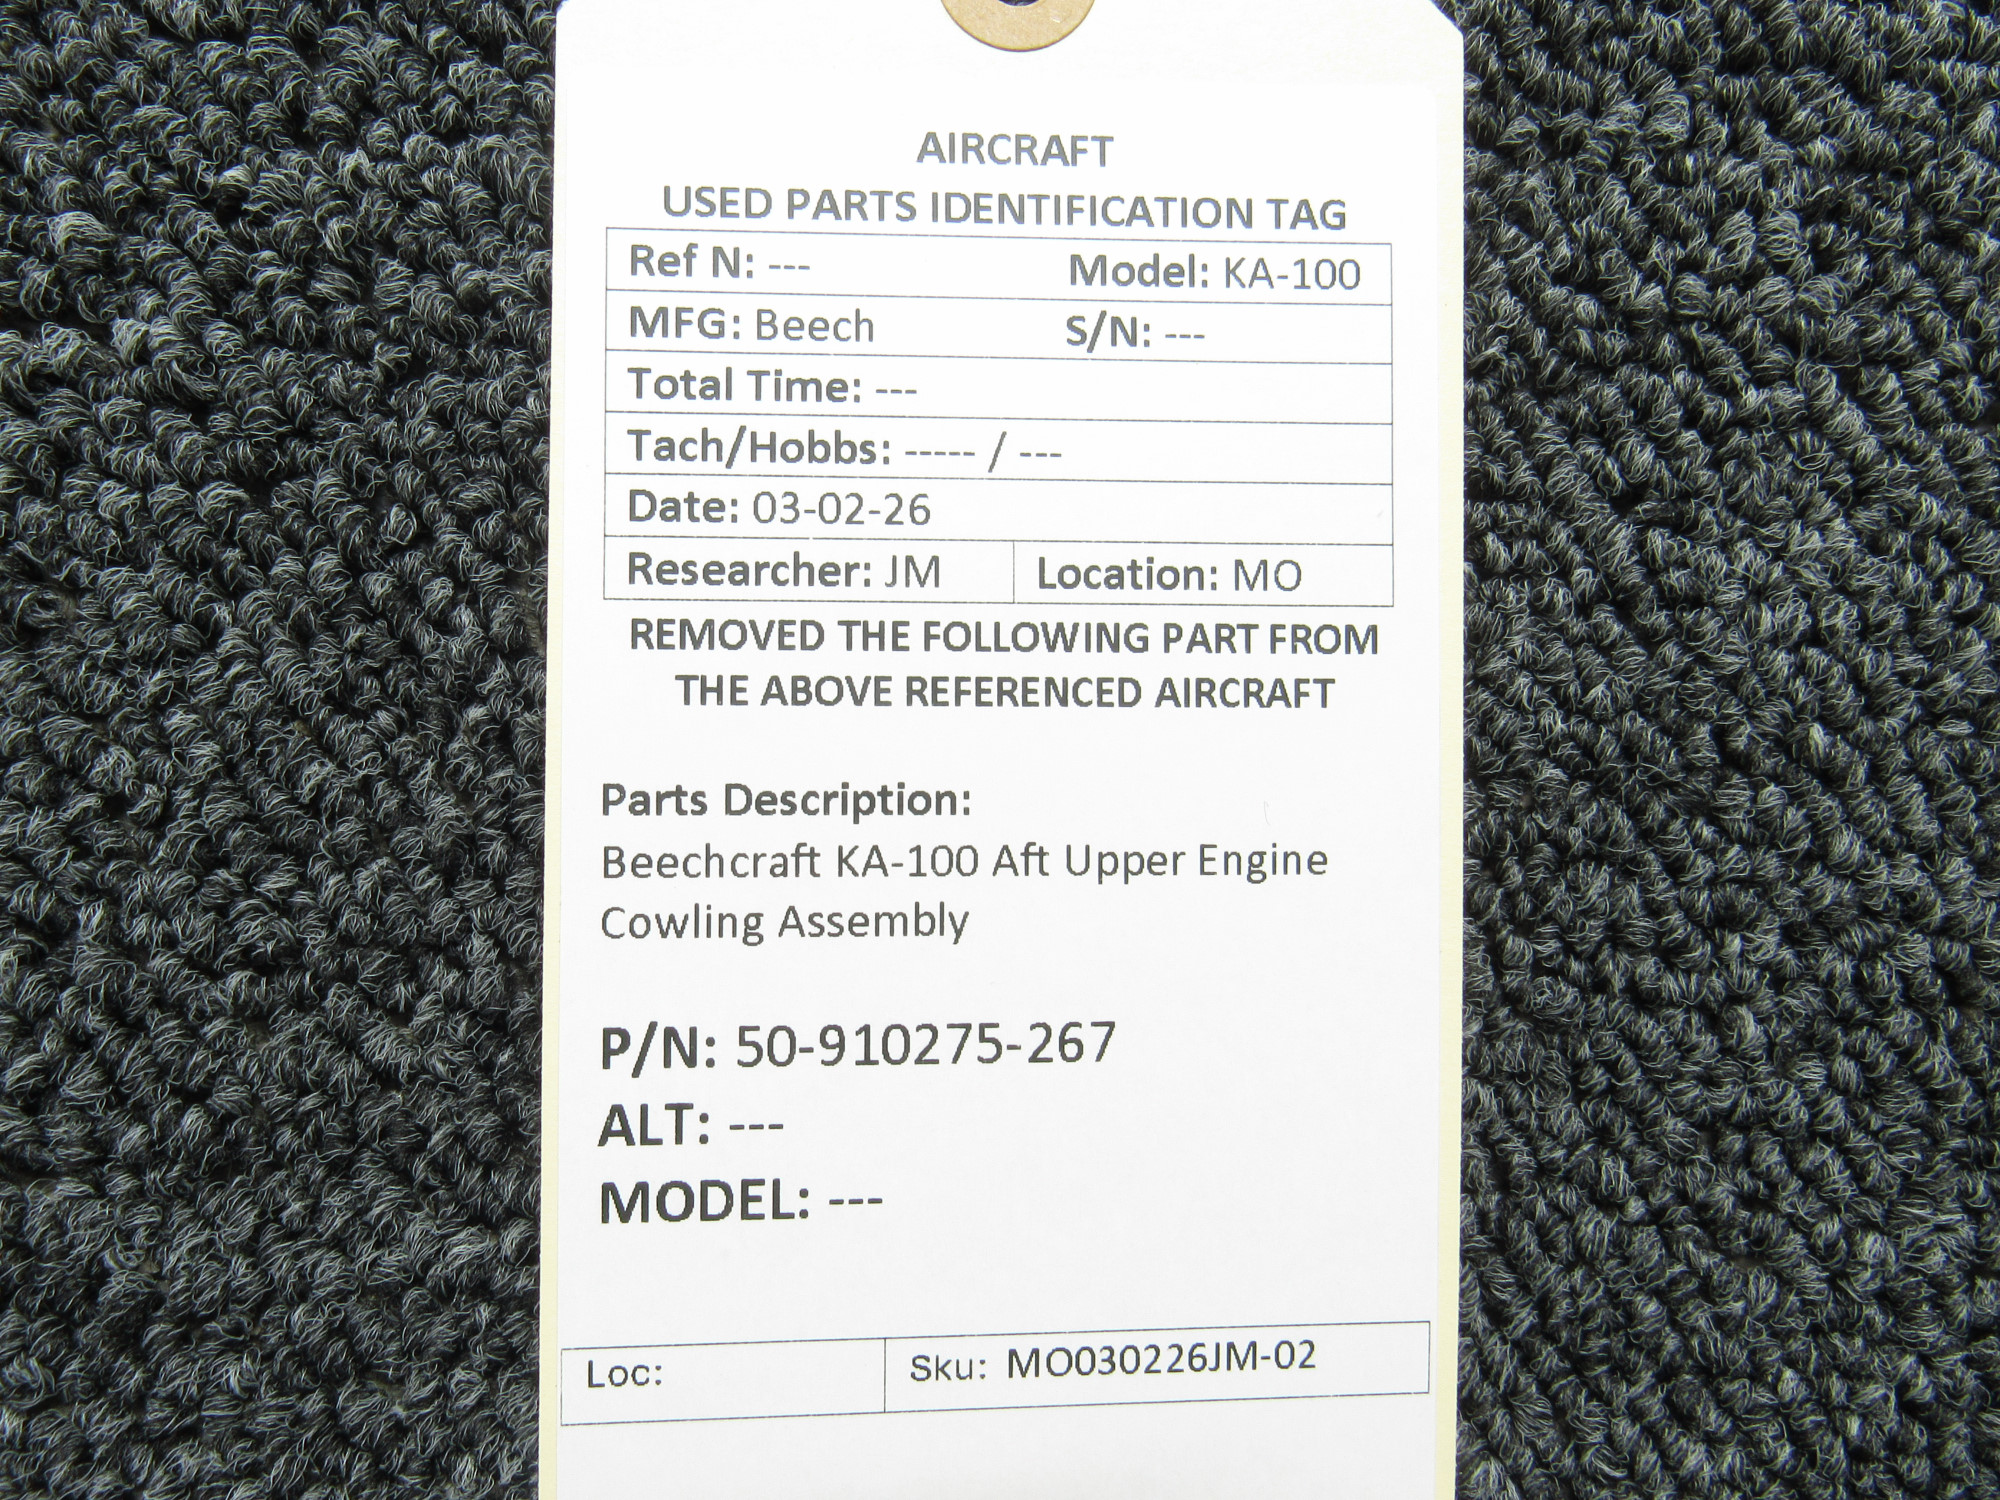 AIRCRAFT
USED PARTS IDENTIFICATION TAG
Ref N: --- Model: KA-100
MFG: Beech S/N: ---
Total Time: ---
Tach/Hobbs: ----- / ---
Date: 03-02-26
Researcher: JM Location: MO
REMOVED THE FOLLOWING PART FROM
THE ABOVE REFERENCED AIRCRAFT
Parts Description:
Beechcraft KA-100 Aft Upper Engine
Cowling Assembly
P/N: 50-910275-267
ALT: ---
MODEL: ---
Loc: Sku: MO030226JM-02